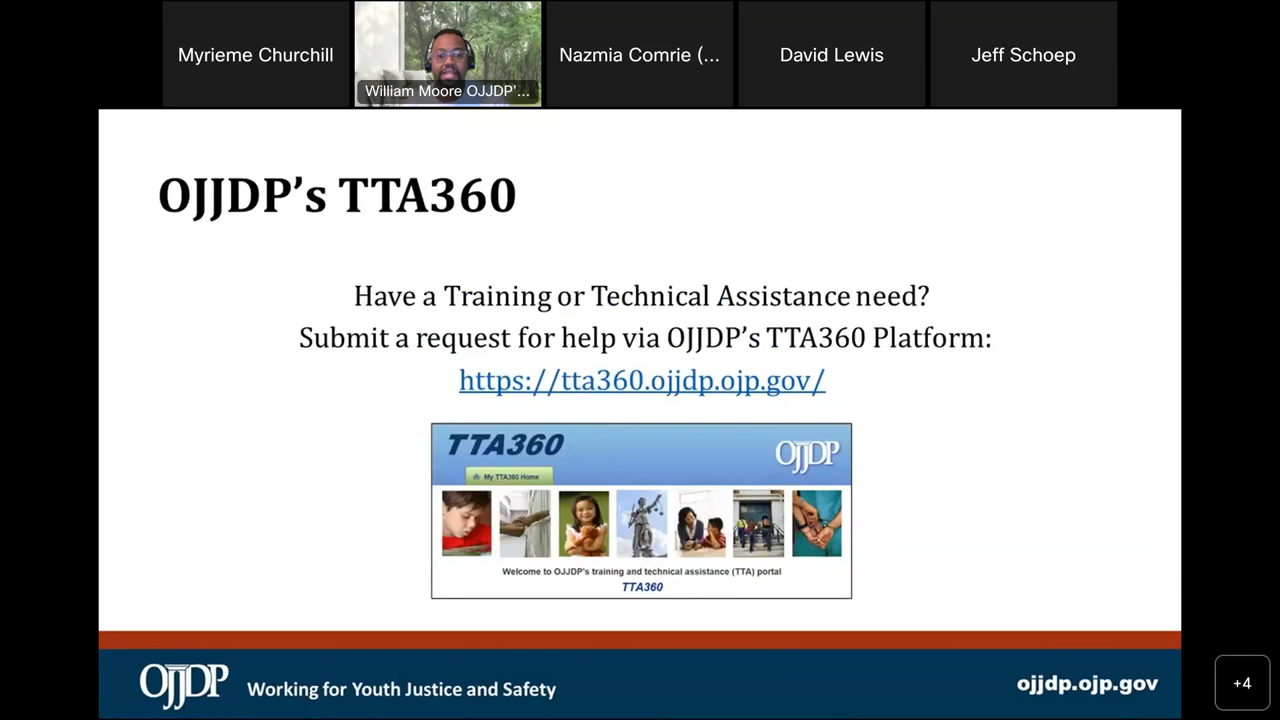 Myrieme Churchill
William Moore OJJDP'...
Nazmia Comrie (...
David Lewis
Jeff Schoep
OJJDP’s TTA360
Have a Training or Technical Assistance need?
Submit a request for help via OJJDP’s TTA360 Platform:
https://tta360.ojjdp.ojp.gov/
TTA360
OJJDP
My TTA360 Home
Welcome to OJJDP's training and technical assistance (TTA) portal
TTA360
OJJDP
Working for Youth Justice and Safety
ojjdp.ojp.gov
+4